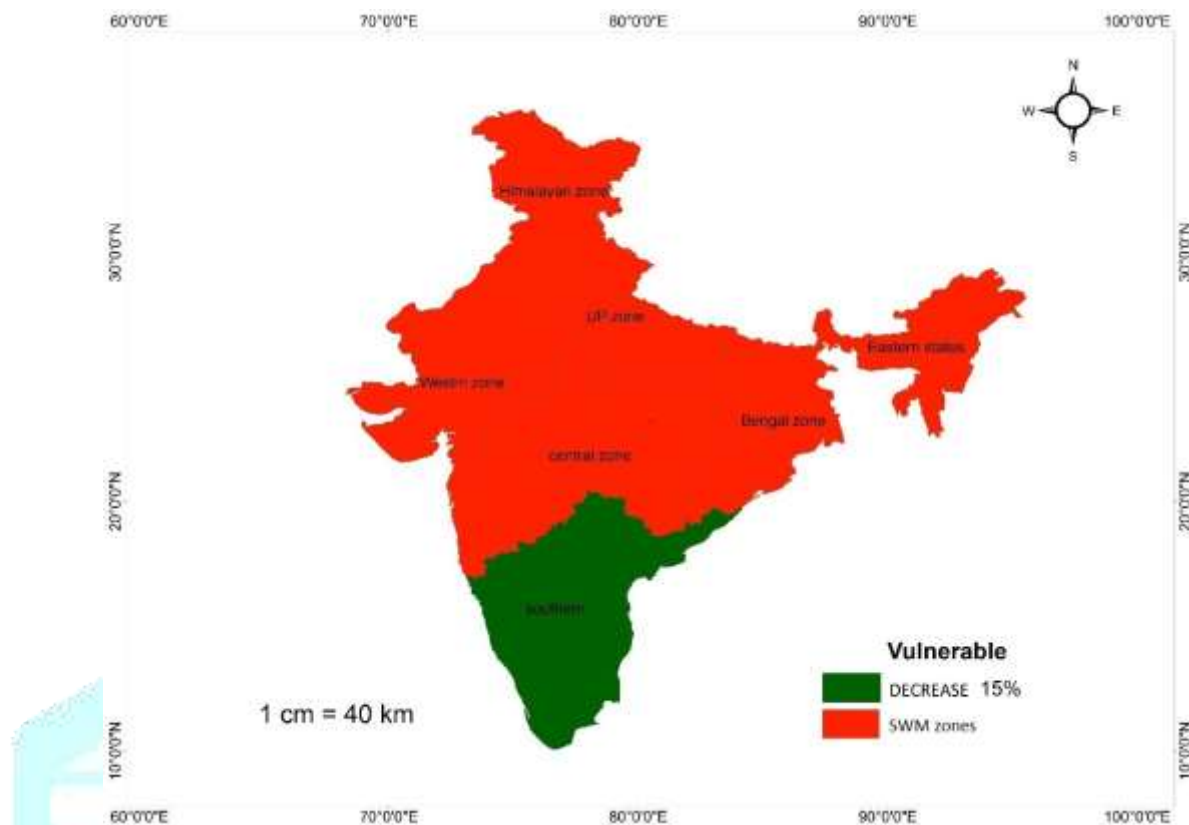 60°0'0"E 70°0'0"E 80°0'0"E 90°0'0"E 100°0'0"E
N
W E
S
Himalayan zone
30°0'0"N 30°0'0"N
UP zone
Eastern states
Westrn zone
Bengal zone
central zone
20°0'0"N 20°0'0"N
southern
Vulnerable
DECREASE 15%
1 cm = 40 km
SWM zones
10°0'0"N 10°0'0"N
60°0'0"E 70°0'0"E 80°0'0"E 90°0'0"E 100°0'0"E